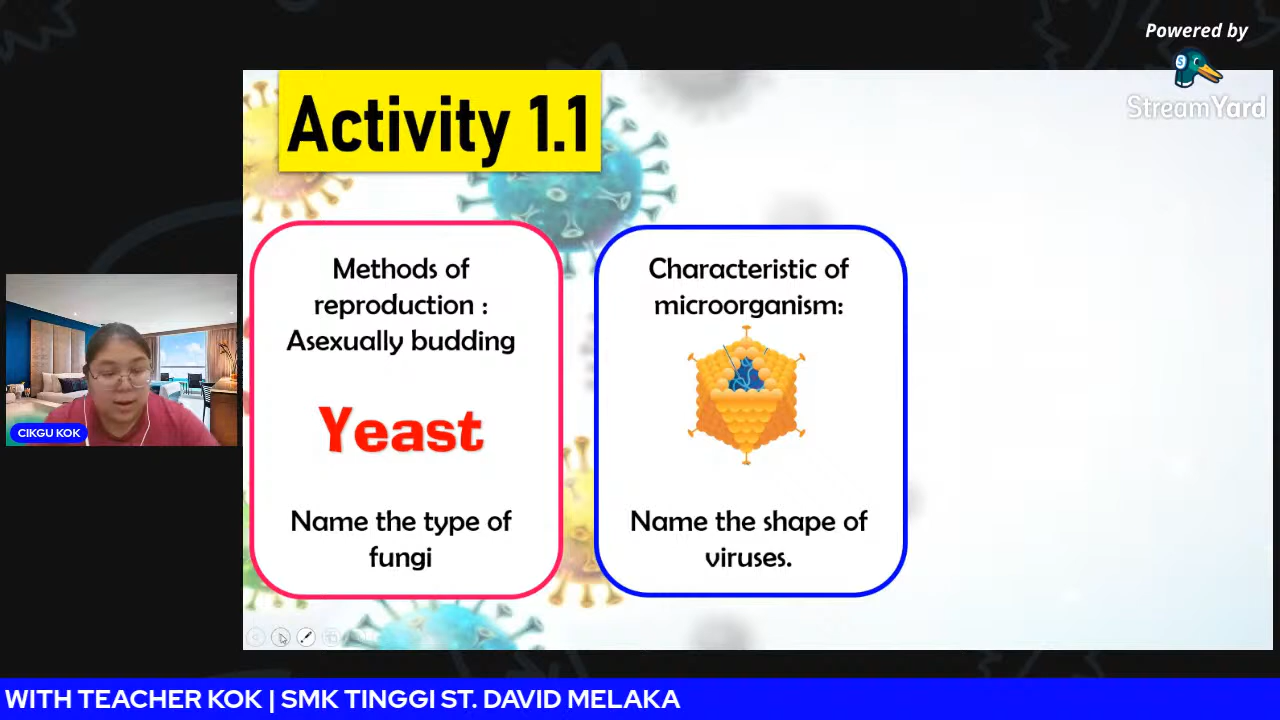 Powered by
StreamYard
Activity 1.1
Methods of
reproduction :
Asexually budding
Yeast
Name the type of
fungi
Characteristic of
microorganism:
Name the shape of
viruses.
CIKGU KOK
WITH TEACHER KOK | SMK TINGGI ST. DAVID MELAKA